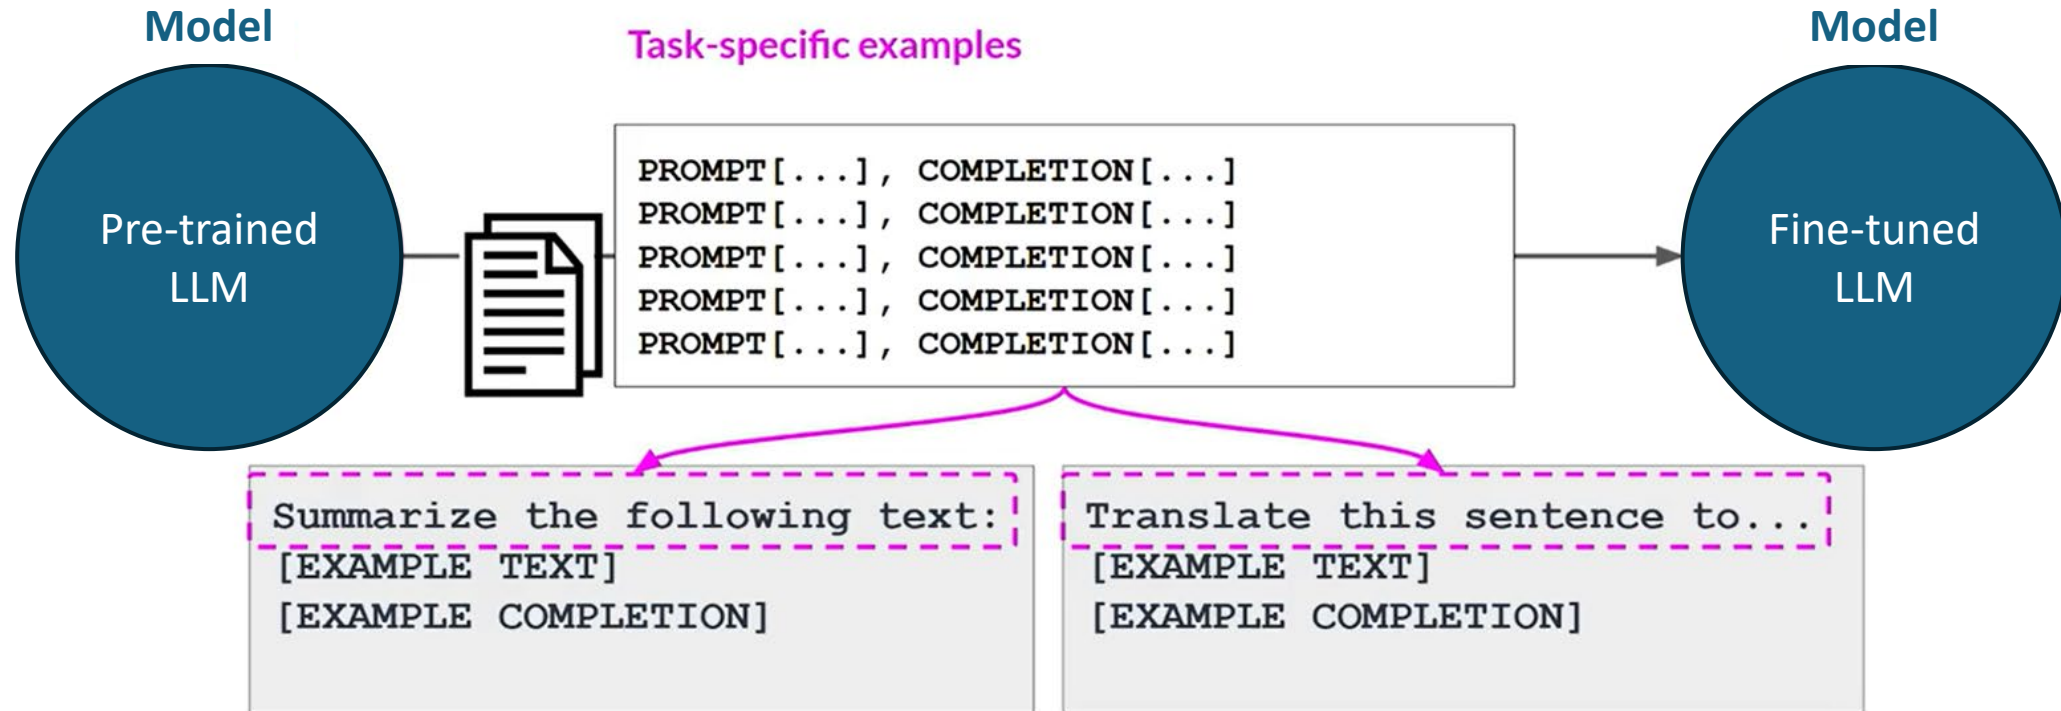 Model
Task-specific examples
Model
Pre-trained
LLM
PROMPT[...], COMPLETION[...]
PROMPT[...], COMPLETION[...]
PROMPT[...], COMPLETION[...]
PROMPT[...], COMPLETION[...]
PROMPT[...], COMPLETION[...]
Fine-tuned
LLM
Summarize the following text:
[EXAMPLE TEXT]
[EXAMPLE COMPLETION]
Translate this sentence to...
[EXAMPLE TEXT]
[EXAMPLE COMPLETION]